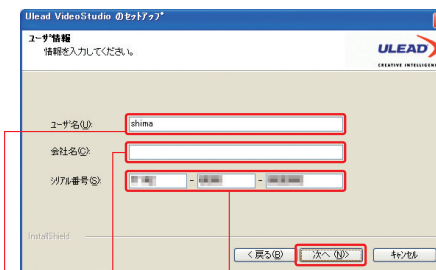 Ulead VideoStudio のセットアップ
ユーザ情報
情報を入力してください。
ULEAD
CREATIVE INTELLIGENCE
ユーザ名(U):
shima
会社名(C):
シリアル番号(S):
- -
InstallShield
< 戻る(B)
次へ (N)>
キャンセル